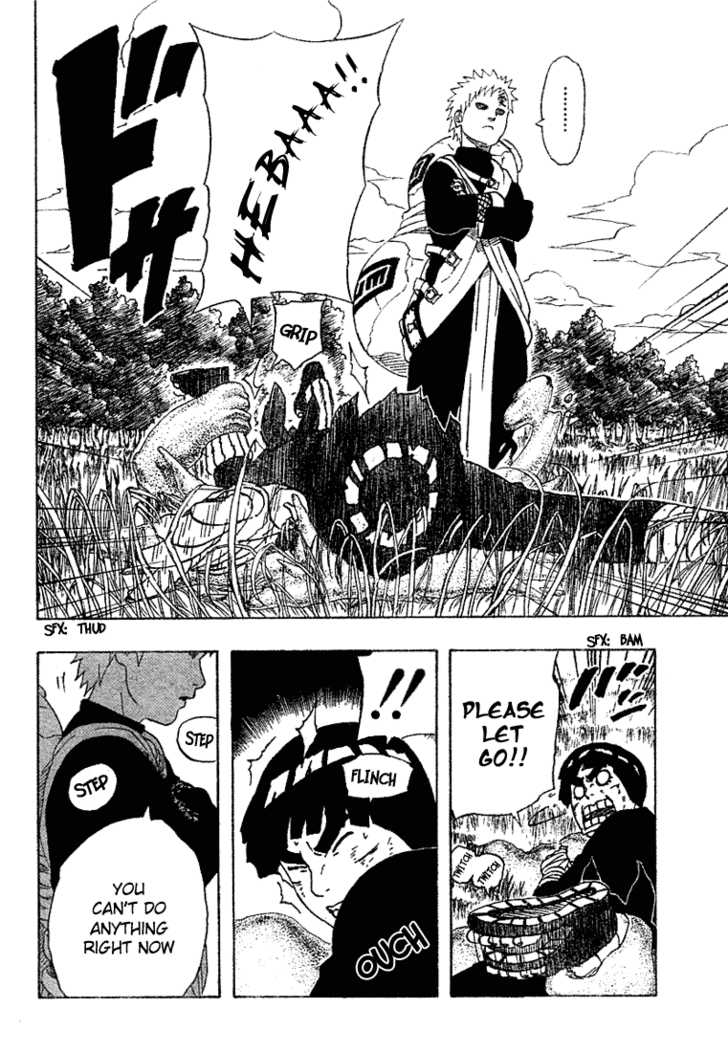 ………
HEBAAA!!
GRIP
ドサ
SFX: THUD
SFX: BAM
PLEASE
LET
GO!!
TWITCH
TWITCH
!!
FLINCH
OUCH
STEP
STEP
YOU
CAN'T DO
ANYTHING
RIGHT NOW